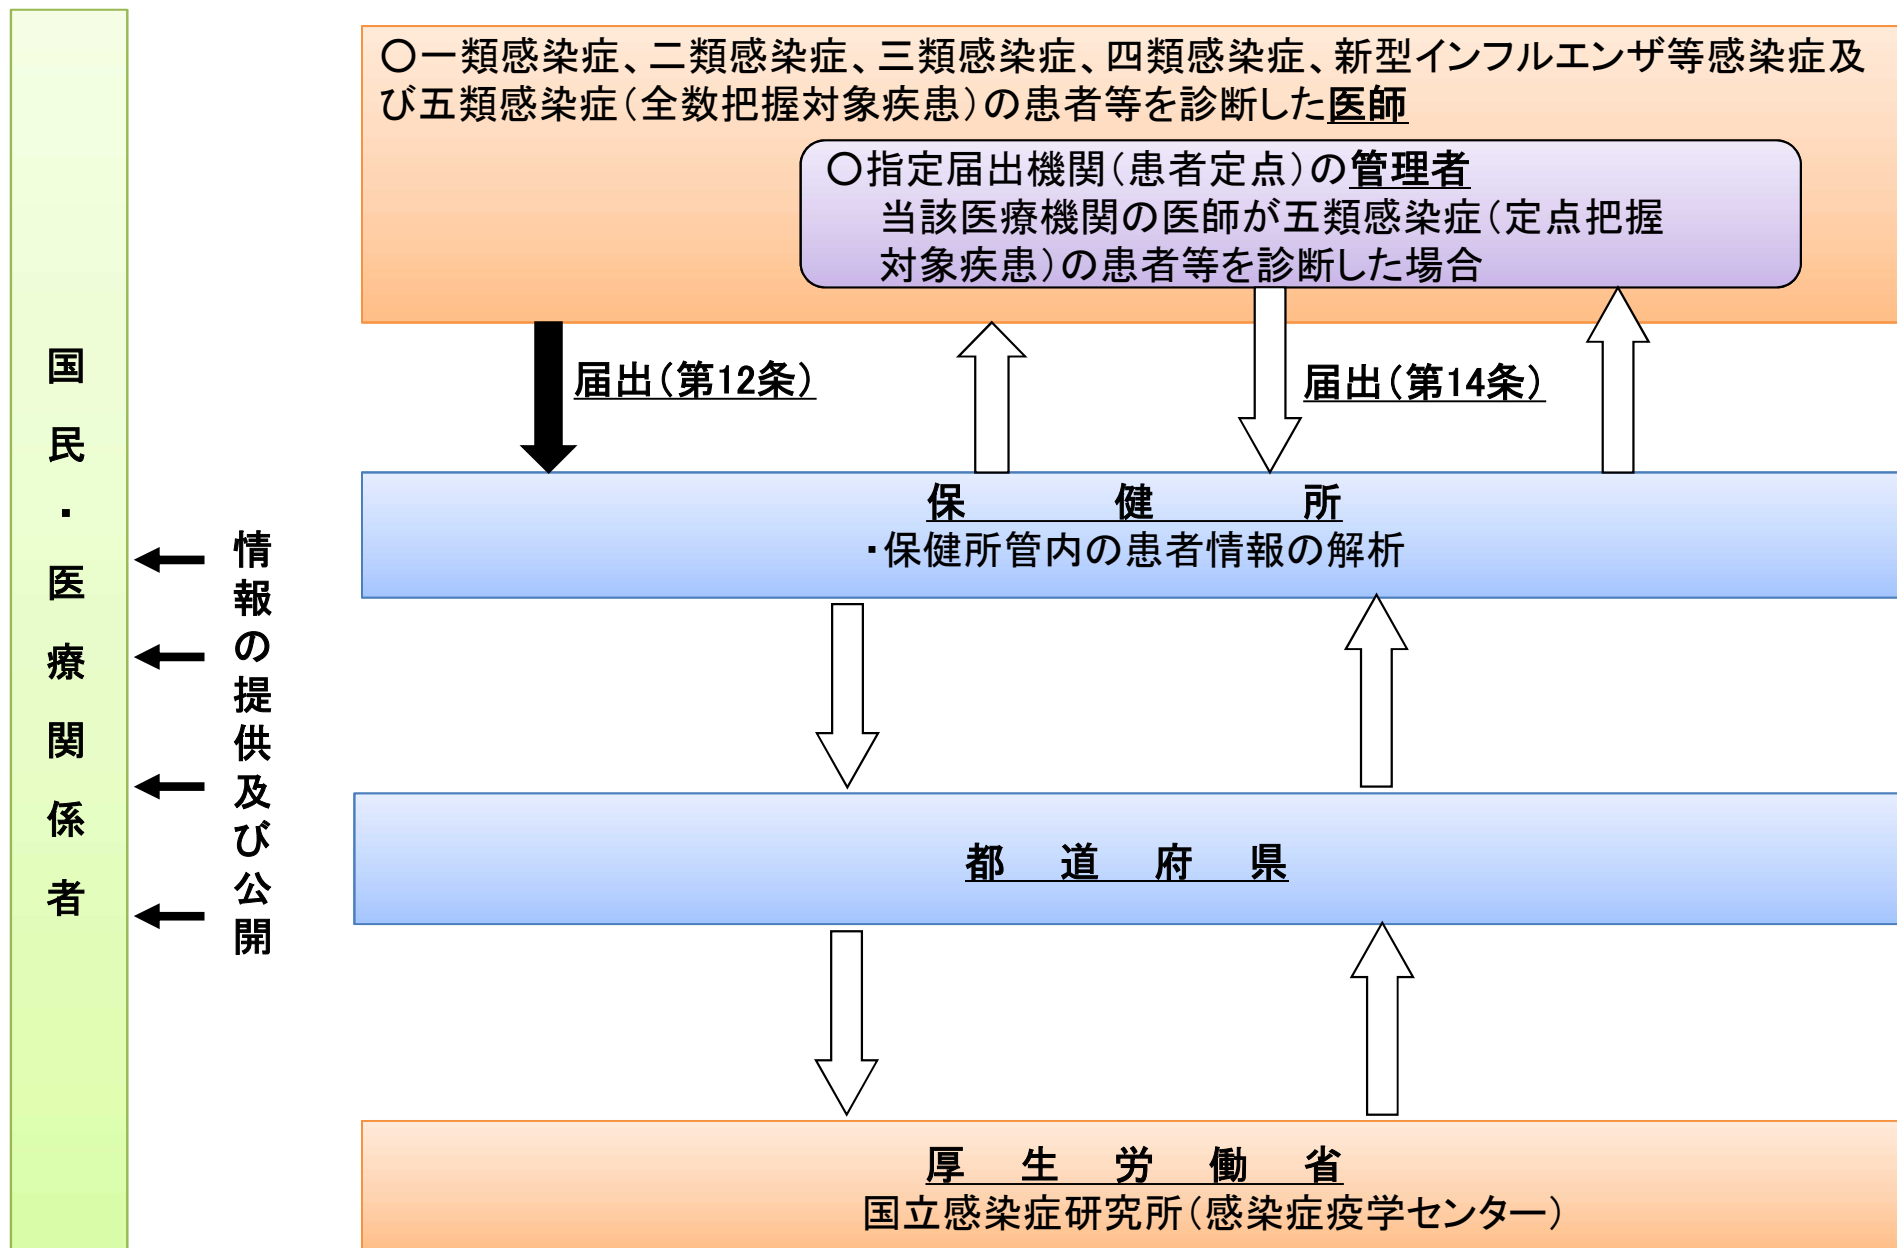 〇一類感染症、二類感染症、三類感染症、四類感染症、新型インフルエンザ等感染症及
び五類感染症(全数把握対象疾患)の患者等を診断した医師
〇指定届出機関(患者定点)の管理者
当該医療機関の医師が五類感染症(定点把握
対象疾患)の患者等を診断した場合
届出(第12条)
届出(第14条)
保健所
・保健所管内の患者情報の解析
都道府県
厚生労働省
国立感染症研究所(感染症疫学センター)
情報の提供及び公開
国民・医療関係者